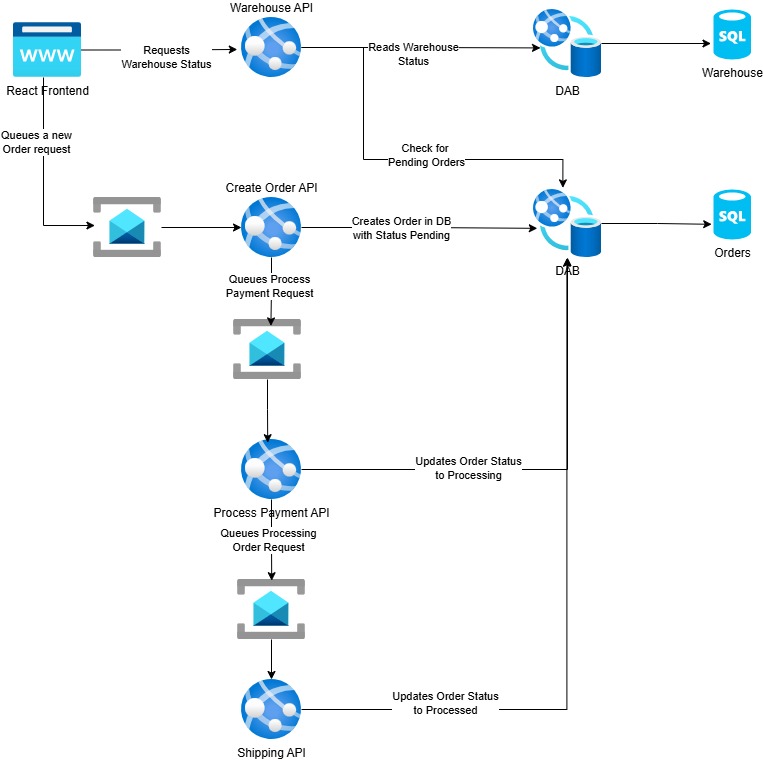 Warehouse API
WWW
Requests
Warehouse Status
Reads Warehouse
Status
SQL
React Frontend
DAB
Warehouse
Queues a new
Order request
Check for
Pending Orders
Create Order API
Creates Order in DB
with Status Pending
SQL
DAB
Orders
Queues Process
Payment Request
Updates Order Status
to Processing
Process Payment API
Queues Processing
Order Request
Updates Order Status
to Processed
Shipping API